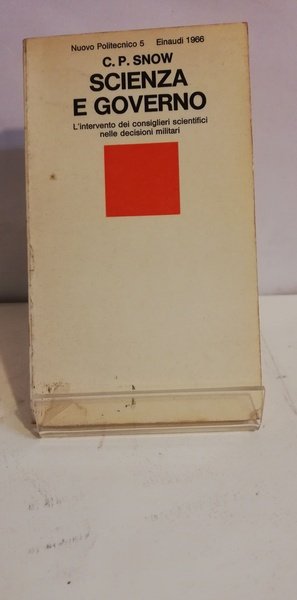 Nuovo Politecnico 5 Einaudi 1966
C. P. SNOW
SCIENZA
E GOVERNO
L'intervento dei consiglieri scientifici
nelle decisioni militari